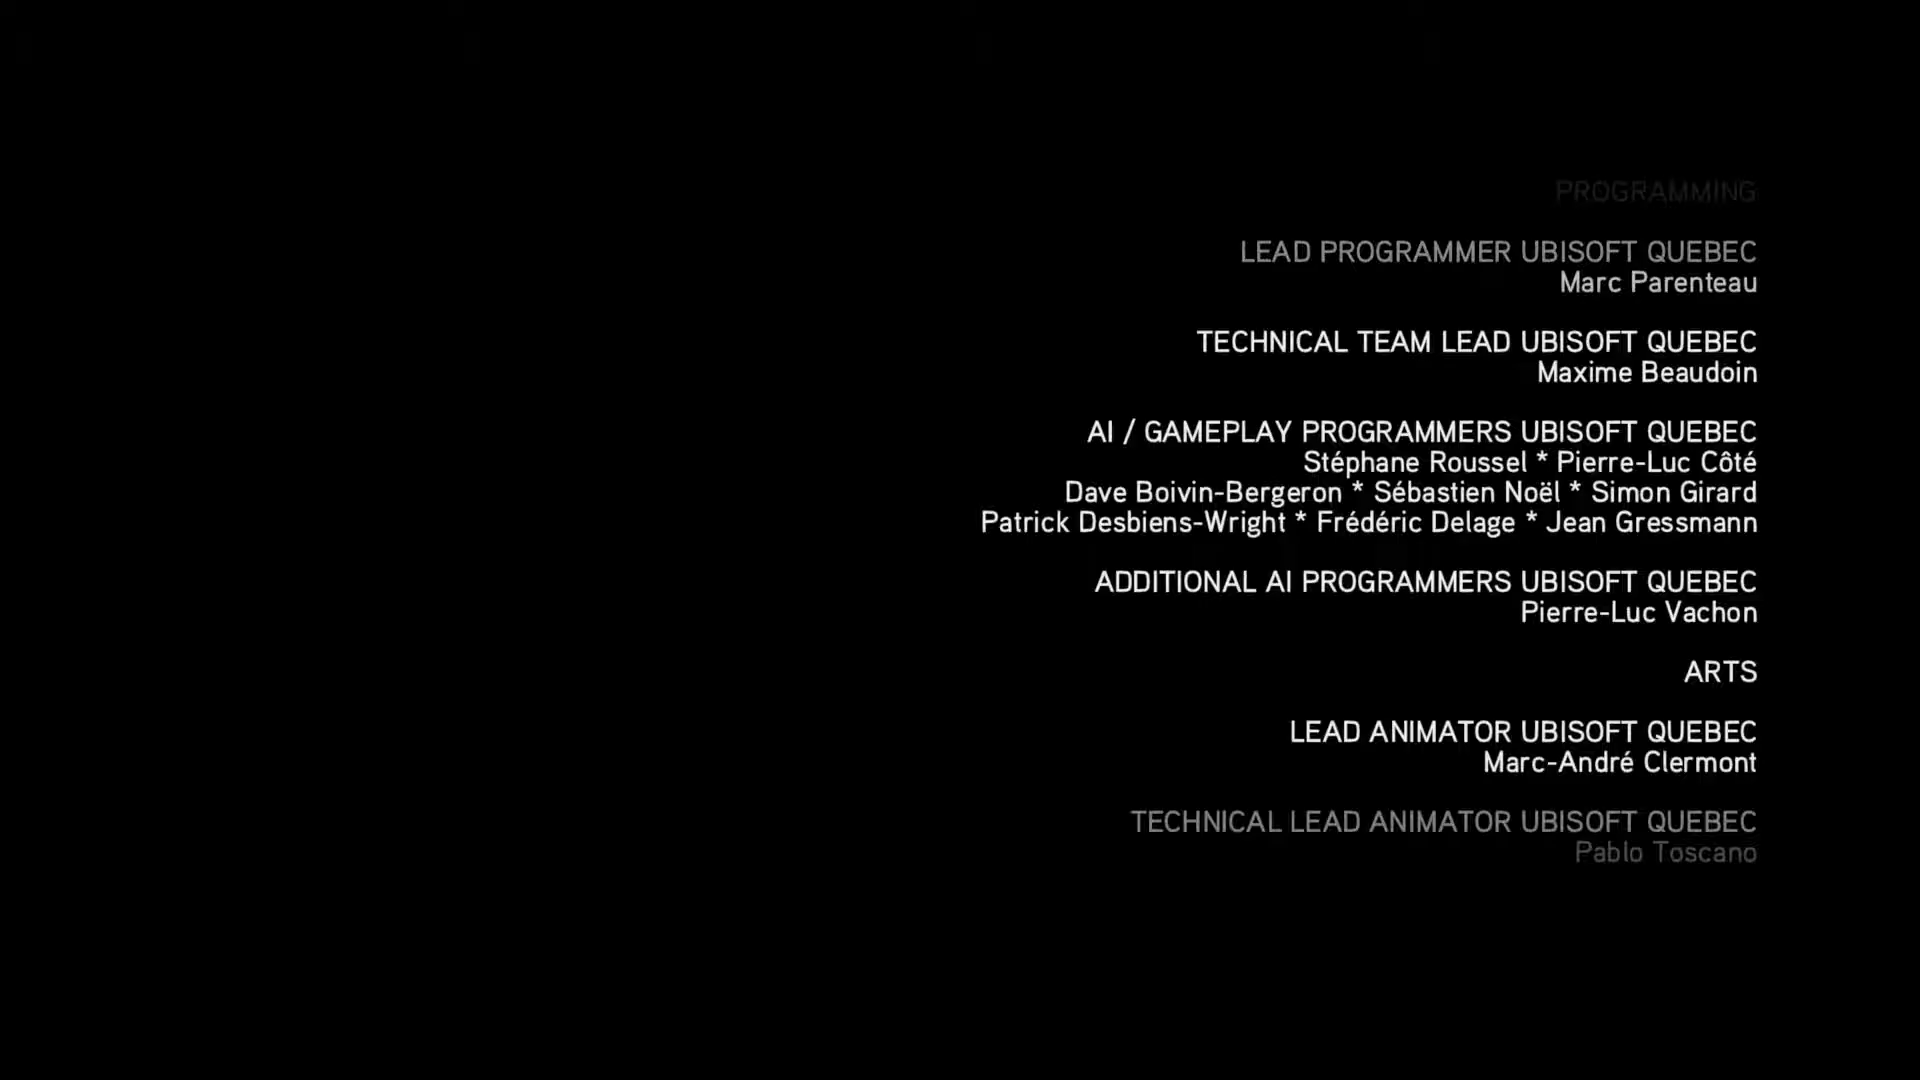 PROGRAMMING
LEAD PROGRAMMER UBISOFT QUEBEC
Marc Parenteau
TECHNICAL TEAM LEAD UBISOFT QUEBEC
Maxime Beaudoin
AI / GAMEPLAY PROGRAMMERS UBISOFT QUEBEC
Stéphane Roussel * Pierre-Luc Côté
Dave Boivin-Bergeron * Sébastien Noël * Simon Girard
Patrick Desbiens-Wright * Frédéric Delage * Jean Gressmann
ADDITIONAL AI PROGRAMMERS UBISOFT QUEBEC
Pierre-Luc Vachon
ARTS
LEAD ANIMATOR UBISOFT QUEBEC
Marc-André Clermont
TECHNICAL LEAD ANIMATOR UBISOFT QUEBEC
Pablo Toscano